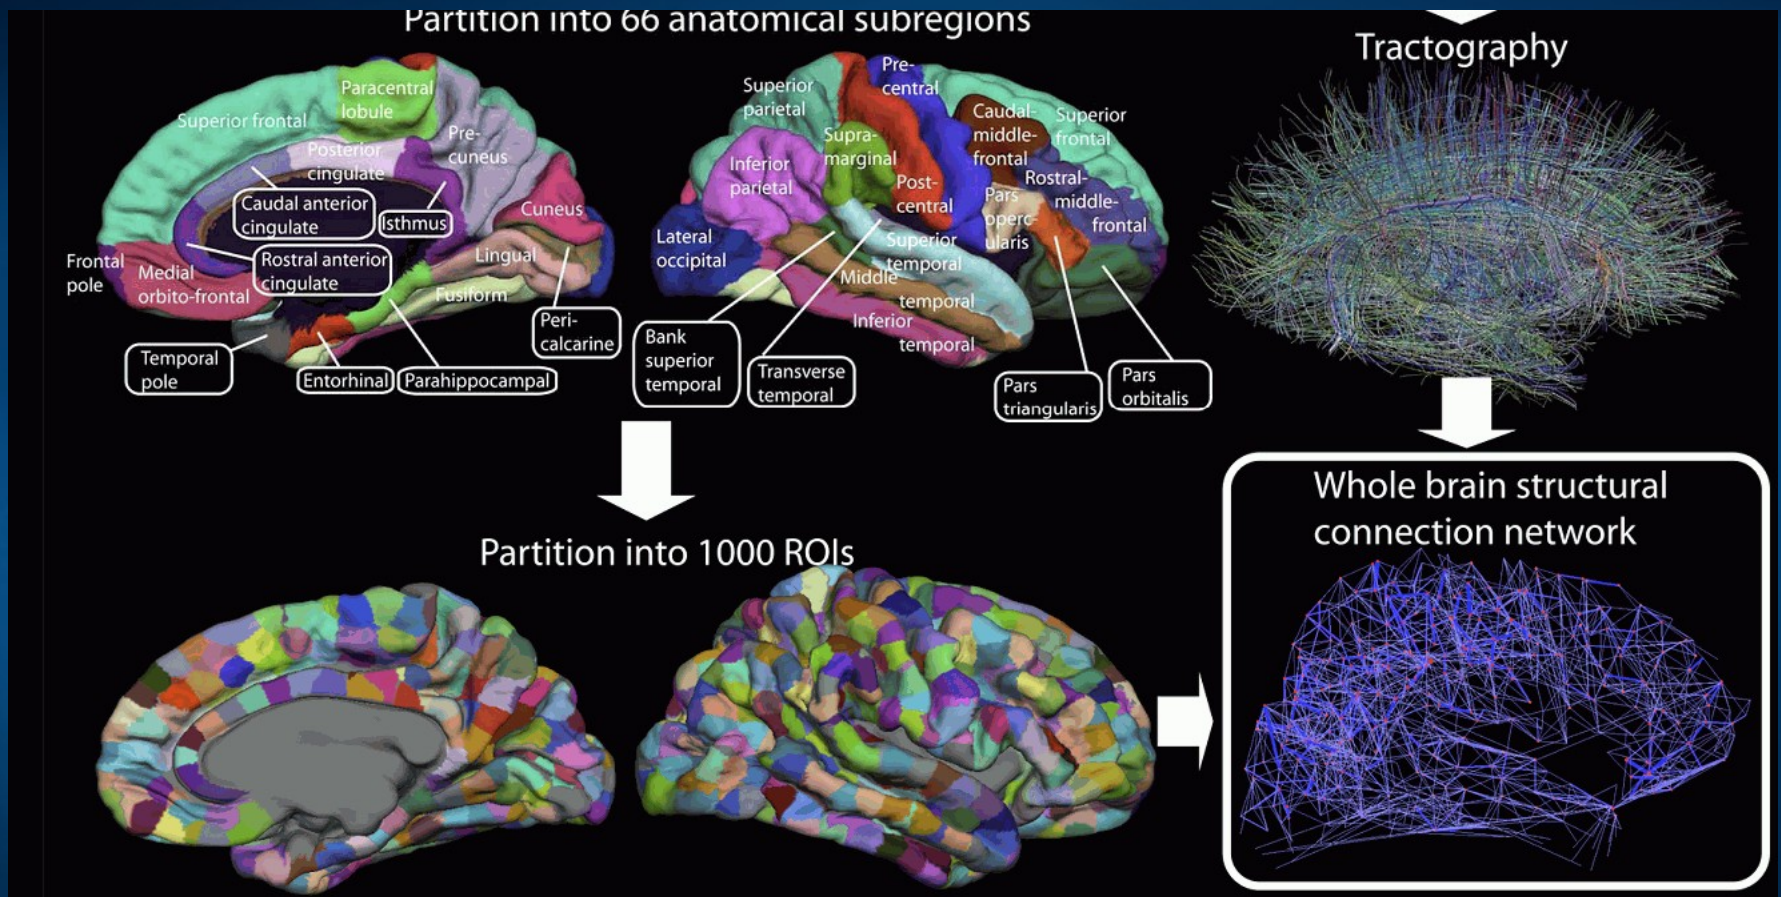 Partition into 66 anatomical subregions
Paracentral
lobule
Superior frontal
Pre-
cuneus
Posterior
cingulate
Caudal anterior
cingulate
Isthmus
Cuneus
Rostral anterior
cingulate
Frontal
pole
Medial
orbito-frontal
Lingual
Fusiform
Peri-
calcarine
Temporal
pole
Entorhinal
Parahippocampal
Pre-
central
Superior
parietal
Caudal-
middle-
frontal
Superior
frontal
Supra-
marginal
Inferior
parietal
Post-
central
Rostral-
middle-
frontal
Pars
operc-
ularis
Lateral
occipital
Superior
temporal
Middle
temporal
Inferior
temporal
Bank
superior
temporal
Transverse
temporal
Pars
triangularis
Pars
orbitalis
Tractography
Partition into 1000 ROIs
Whole brain structural
connection network